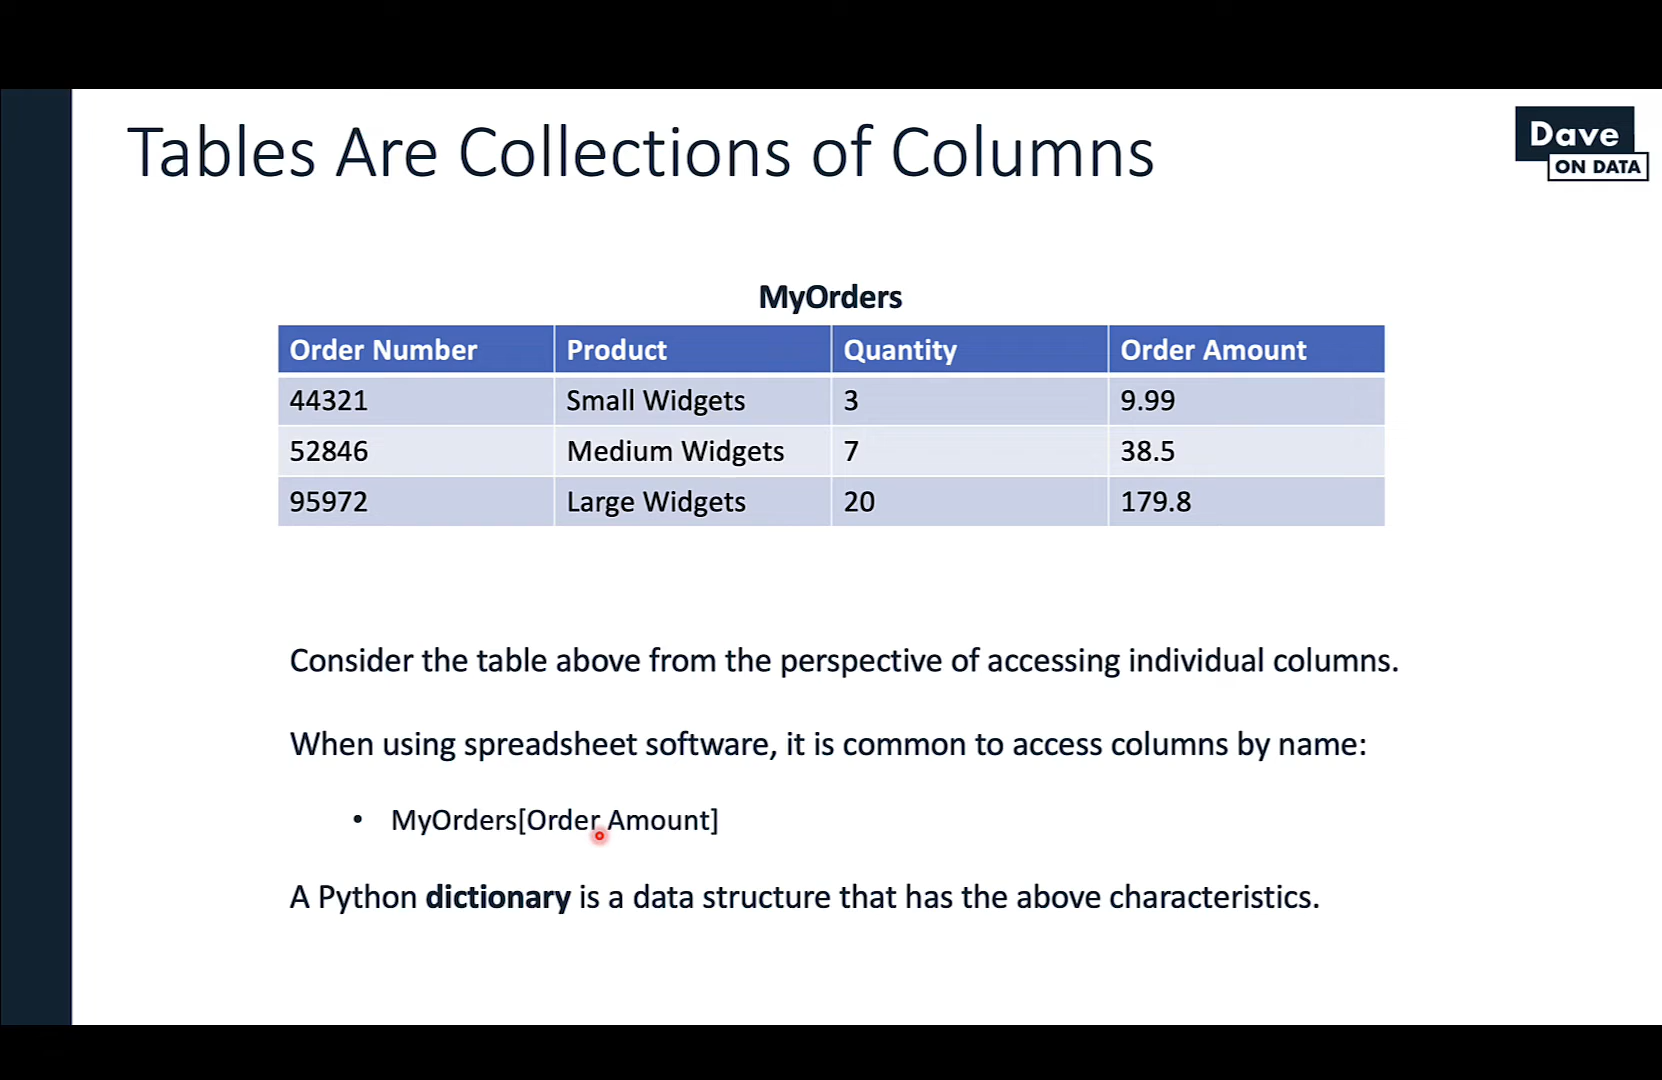 Tables Are Collections of Columns
Dave
ON DATA
MyOrders
Order Number Product Quantity Order Amount
44321 Small Widgets 3 9.99
52846 Medium Widgets 7 38.5
95972 Large Widgets 20 179.8
Consider the table above from the perspective of accessing individual columns.
When using spreadsheet software, it is common to access columns by name:
• MyOrders[Order Amount]
A Python dictionary is a data structure that has the above characteristics.